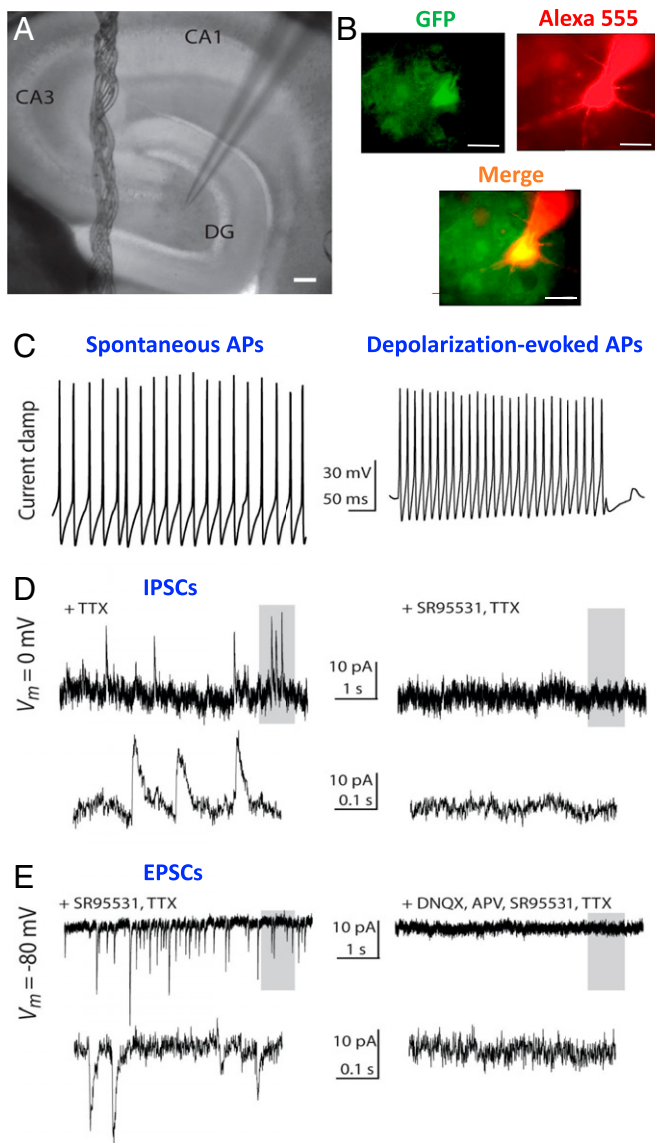 A
CA1
CA3
DG
B
GFP
Alexa 555
Merge
C
Spontaneous APs
Depolarization-evoked APs
Current clamp
30 mV
50 ms
D
IPSCs
+ TTX
+ SR95531, TTX
Vm = 0 mV
10 pA
1 s
10 pA
0.1 s
E
EPSCs
+ SR95531, TTX
+ DNQX, APV, SR95531, TTX
Vm = -80 mV
10 pA
1 s
10 pA
0.1 s